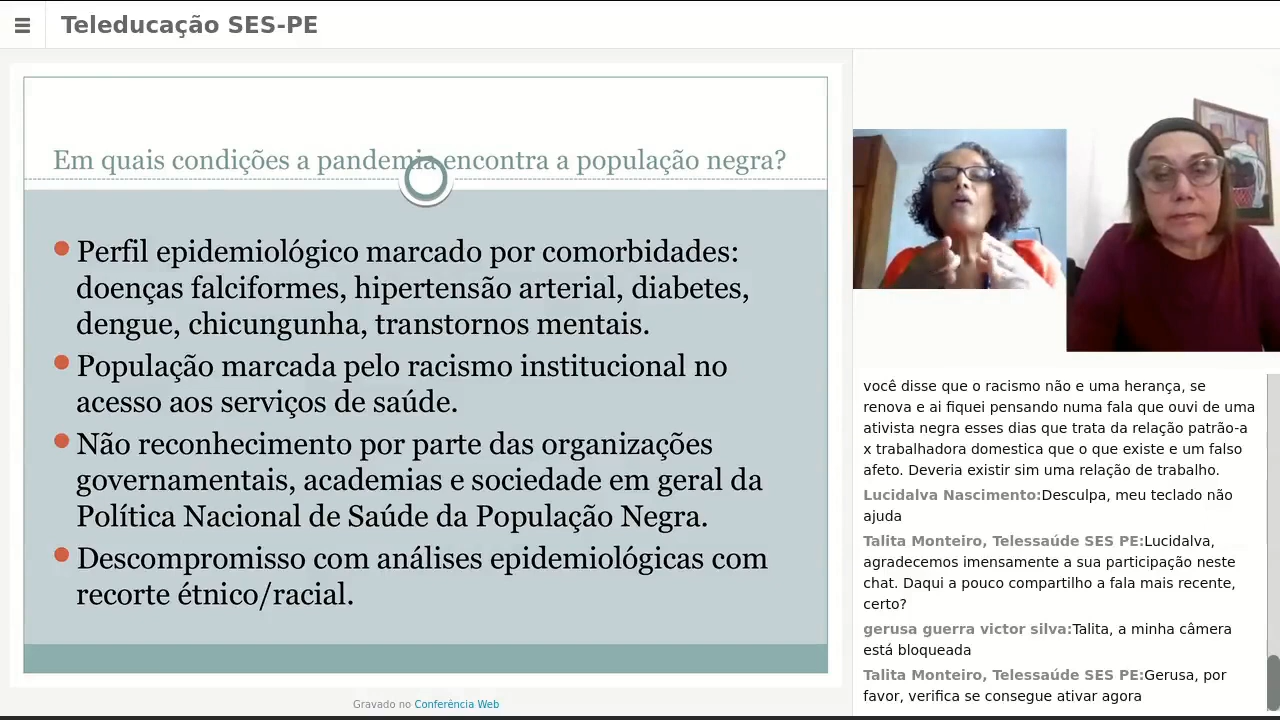 Teleducação SES-PE
Em quais condições a pandemia encontra a população negra?
Perfil epidemiológico marcado por comorbidades:
doenças falciformes, hipertensão arterial, diabetes,
dengue, chicungunha, transtornos mentais.
População marcada pelo racismo institucional no
acesso aos serviços de saúde.
Não reconhecimento por parte das organizações
governamentais, academias e sociedade em geral da
Política Nacional de Saúde da População Negra.
Descompromisso com análises epidemiológicas com
recorte étnico/racial.
Gravado no Conferência Web
você disse que o racismo não e uma herança, se
renova e ai fiquei pensando numa fala que ouvi de uma
ativista negra esses dias que trata da relação patrão-a
x trabalhadora domestica que o que existe e um falso
afeto. Deveria existir sim uma relação de trabalho.
Lucidalva Nascimento:Desculpa, meu teclado não
ajuda
Talita Monteiro, Telessaúde SES PE:Lucidalva,
agradecemos imensamente a sua participação neste
chat. Daqui a pouco compartilho a fala mais recente,
certo?
gerusa guerra victor silva:Talita, a minha câmera
está bloqueada
Talita Monteiro, Telessaúde SES PE:Gerusa, por
favor, verifica se consegue ativar agora